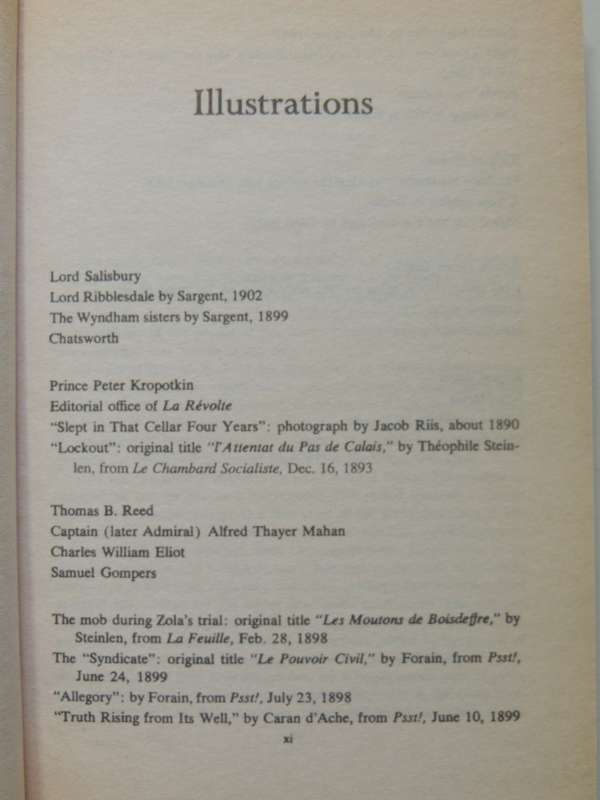 Illustrations
Lord Salisbury
Lord Ribblesdale by Sargent, 1902
The Wyndham sisters by Sargent, 1899
Chatsworth
Prince Peter Kropotkin
Editorial office of La Révolte
"Slept in That Cellar Four Years": photograph by Jacob Riis, about 1890
"Lockout": original title "l'Attentat du Pas de Calais," by Théophile Stein-
len, from Le Chambard Socialiste, Dec. 16, 1893
Thomas B. Reed
Captain (later Admiral) Alfred Thayer Mahan
Charles William Eliot
Samuel Gompers
The mob during Zola's trial: original title "Les Moutons de Boisdeffre," by
Steinlen, from La Feuille, Feb. 28, 1898
The "Syndicate": original title "Le Pouvoir Civil," by Forain, from Psst!,
June 24, 1899
"Allegory": by Forain, from Psst!, July 23, 1898
"Truth Rising from Its Well," by Caran d'Ache, from Psst!, June 10, 1899
xi